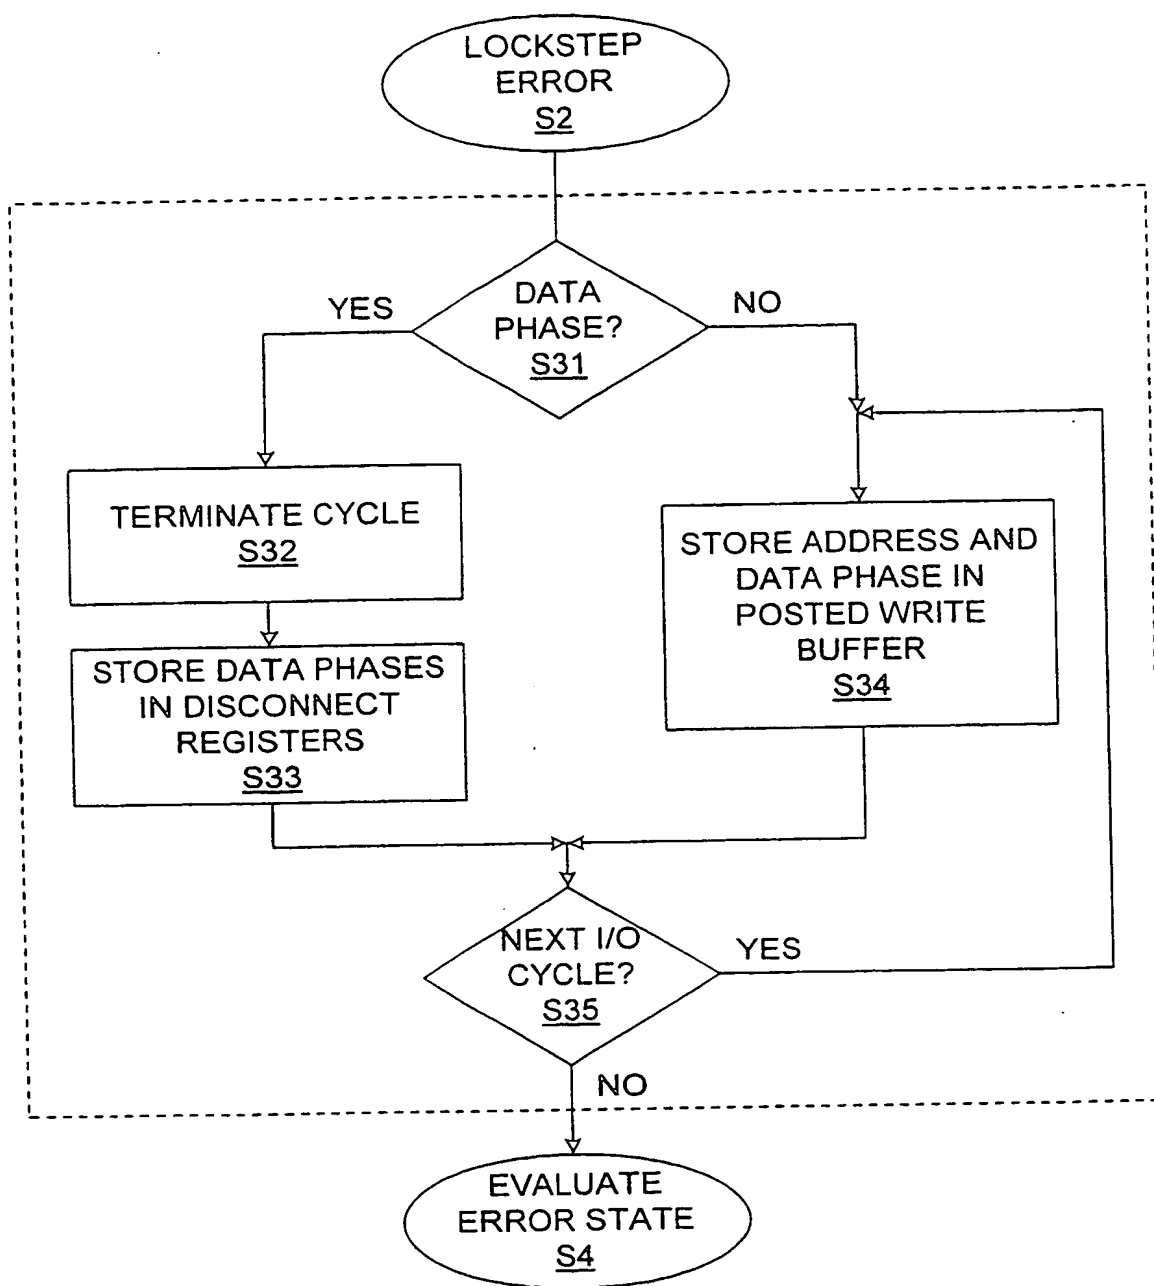 LOCKSTEP
ERROR
S2
DATA
PHASE?
S31
YES
NO
TERMINATE CYCLE
S32
STORE DATA PHASES
IN DISCONNECT
REGISTERS
S33
STORE ADDRESS AND
DATA PHASE IN
POSTED WRITE
BUFFER
S34
NEXT I/O
CYCLE?
S35
YES
NO
EVALUATE
ERROR STATE
S4